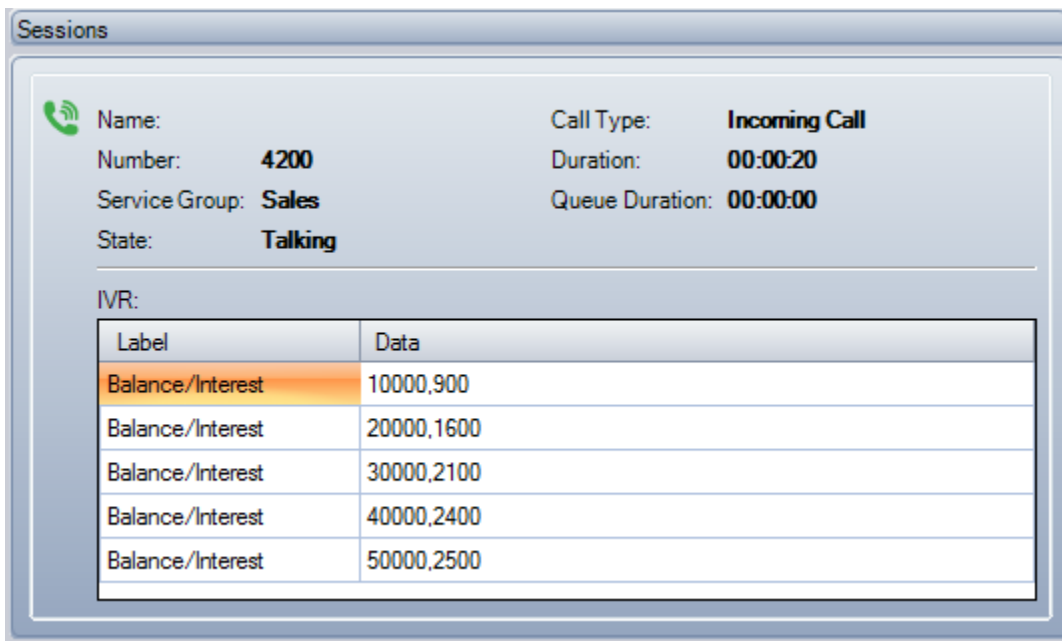 Sessions
Name: Call Type: Incoming Call
Number: 4200 Duration: 00:00:20
Service Group: Sales Queue Duration: 00:00:00
State: Talking
IVR:
Label Data
Balance/Interest 10000,900
Balance/Interest 20000,1600
Balance/Interest 30000,2100
Balance/Interest 40000,2400
Balance/Interest 50000,2500